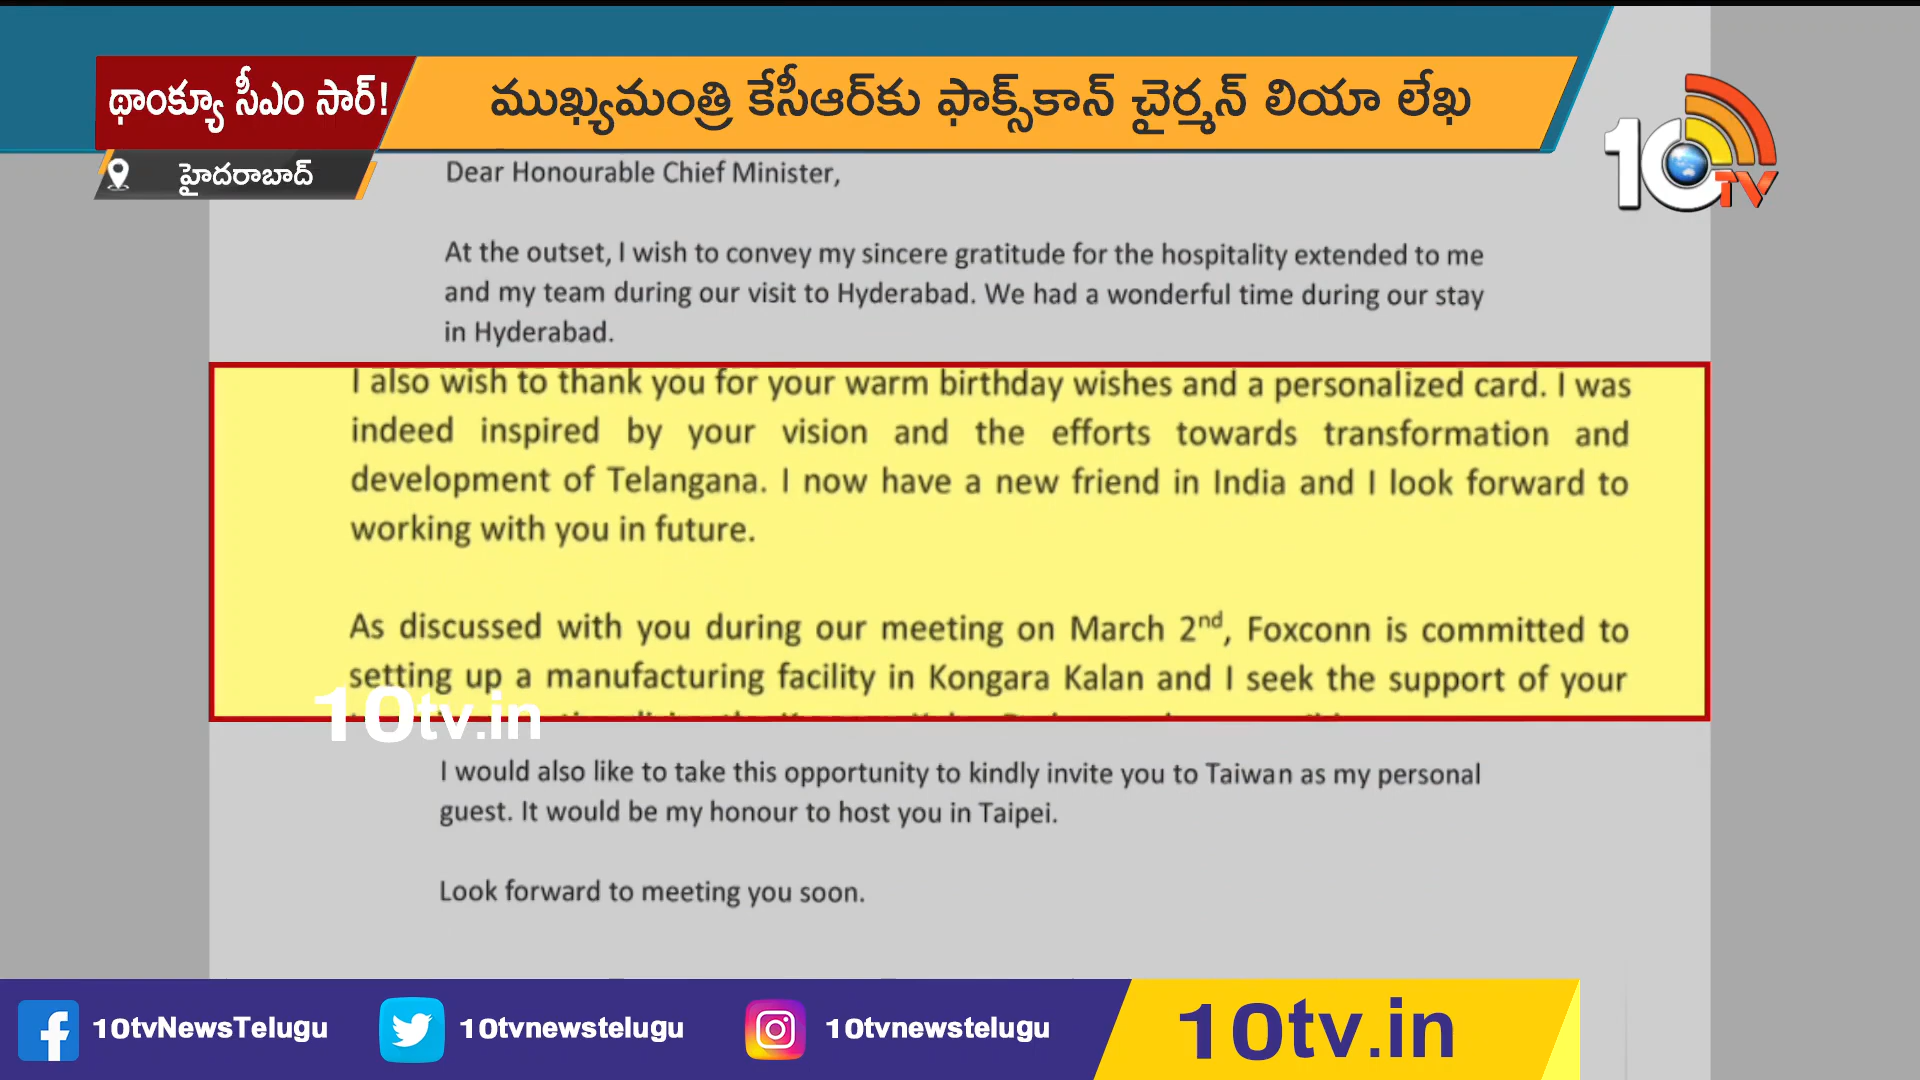 థాంక్యూ సీఎం సార్!
ముఖ్యమంత్రి కేసీఆర్‌కు ఫాక్స్‌కాన్ చైర్మన్ లియా లేఖ
10TV
హైదరాబాద్
Dear Honourable Chief Minister,
At the outset, I wish to convey my sincere gratitude for the hospitality extended to me
and my team during our visit to Hyderabad. We had a wonderful time during our stay
in Hyderabad.
I also wish to thank you for your warm birthday wishes and a personalized card. I was
indeed inspired by your vision and the efforts towards transformation and
development of Telangana. I now have a new friend in India and I look forward to
working with you in future.
As discussed with you during our meeting on March 2nd, Foxconn is committed to
setting up a manufacturing facility in Kongara Kalan and I seek the support of your
10tv.in
I would also like to take this opportunity to kindly invite you to Taiwan as my personal
guest. It would be my honour to host you in Taipei.
Look forward to meeting you soon.
10tvNewsTelugu
10tvnewstelugu
10tvnewstelugu
10tv.in